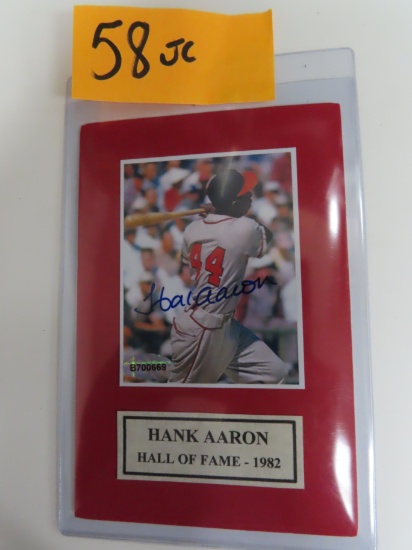 58 JC
44
Hank Aaron
B700669
HANK AARON
HALL OF FAME - 1982